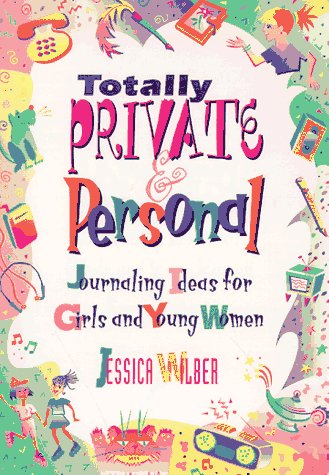 Totally
PRIVATE
&
Personal
Journaling Ideas for
Girls and Young Women
JESSICA WILBER